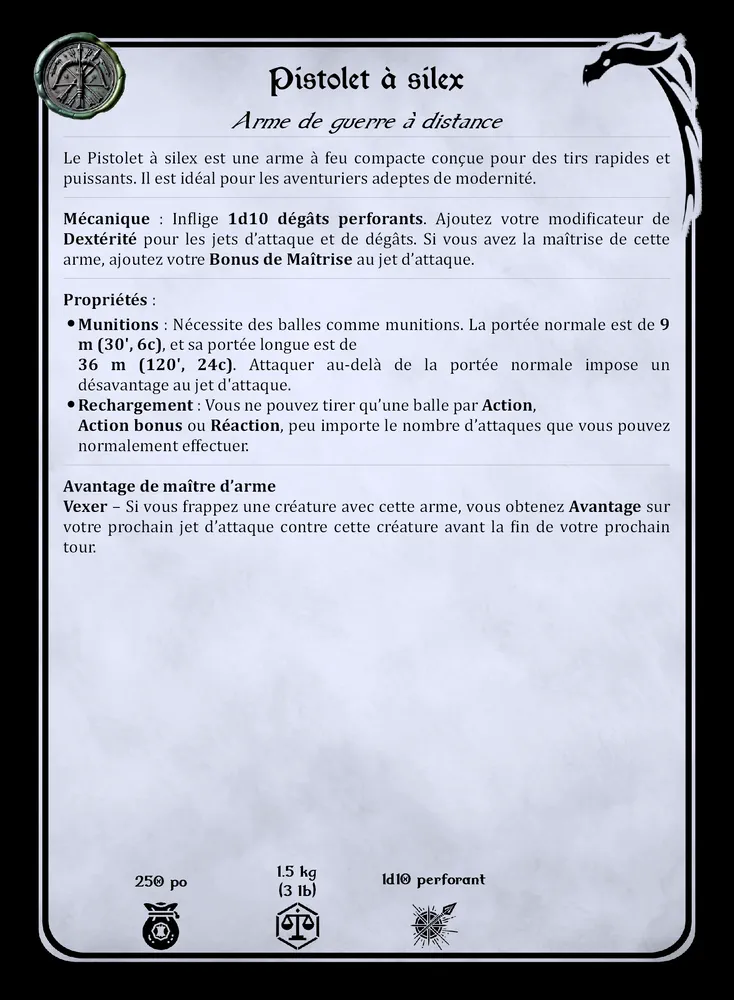 Pistolet à silex
Arme de guerre à distance
Le Pistolet à silex est une arme à feu compacte conçue pour des tirs rapides et
puissants. Il est idéal pour les aventuriers adeptes de modernité.
Mécanique : Inflige 1d10 dégâts perforants. Ajoutez votre modificateur de
Dextérité pour les jets d’attaque et de dégâts. Si vous avez la maîtrise de cette
arme, ajoutez votre Bonus de Maîtrise au jet d’attaque.
Propriétés :
• Munitions : Nécessite des balles comme munitions. La portée normale est de 9
m (30', 6c), et sa portée longue est de
36 m (120', 24c). Attaquer au-delà de la portée normale impose un
désavantage au jet d'attaque.
• Rechargement : Vous ne pouvez tirer qu’une balle par Action,
Action bonus ou Réaction, peu importe le nombre d’attaques que vous pouvez
normalement effectuer.
Avantage de maître d’arme
Vexer – Si vous frappez une créature avec cette arme, vous obtenez Avantage sur
votre prochain jet d’attaque contre cette créature avant la fin de votre prochain
tour.
250 po
1.5 kg
(3 lb)
1d10 perforant